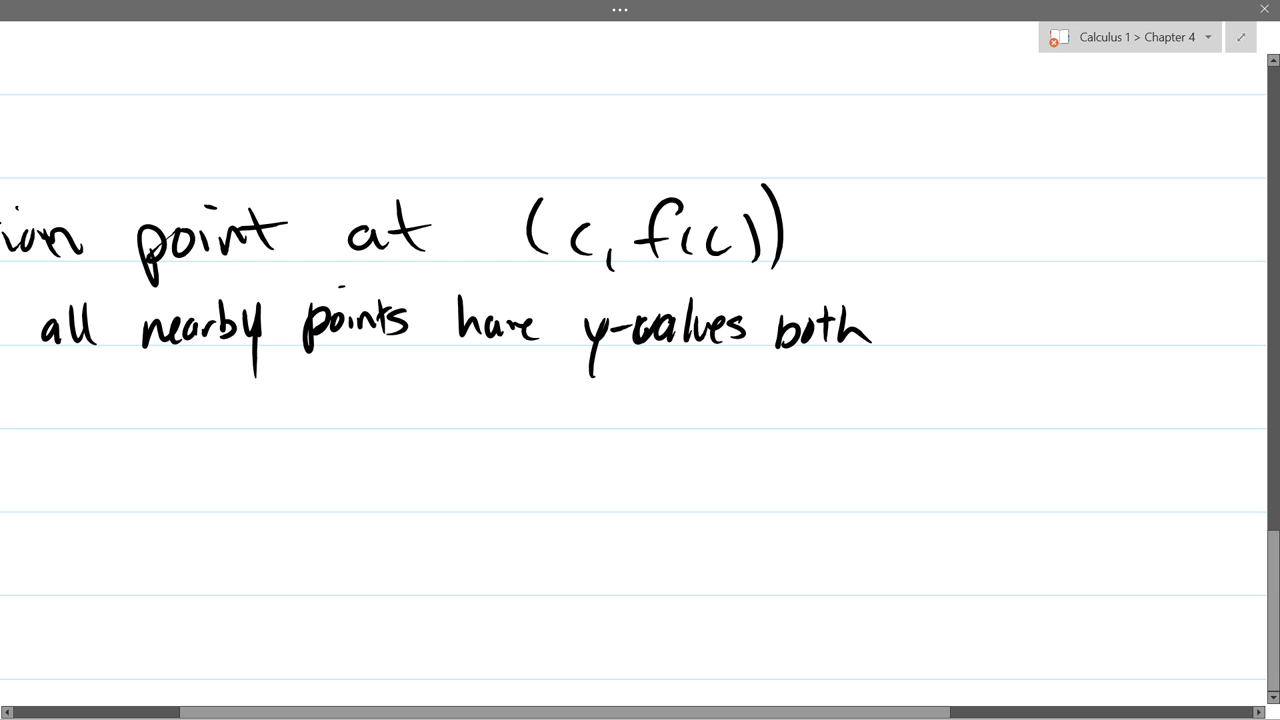 Calculus 1 > Chapter 4
ion point at (c, f(c))
all nearby points have y-values both